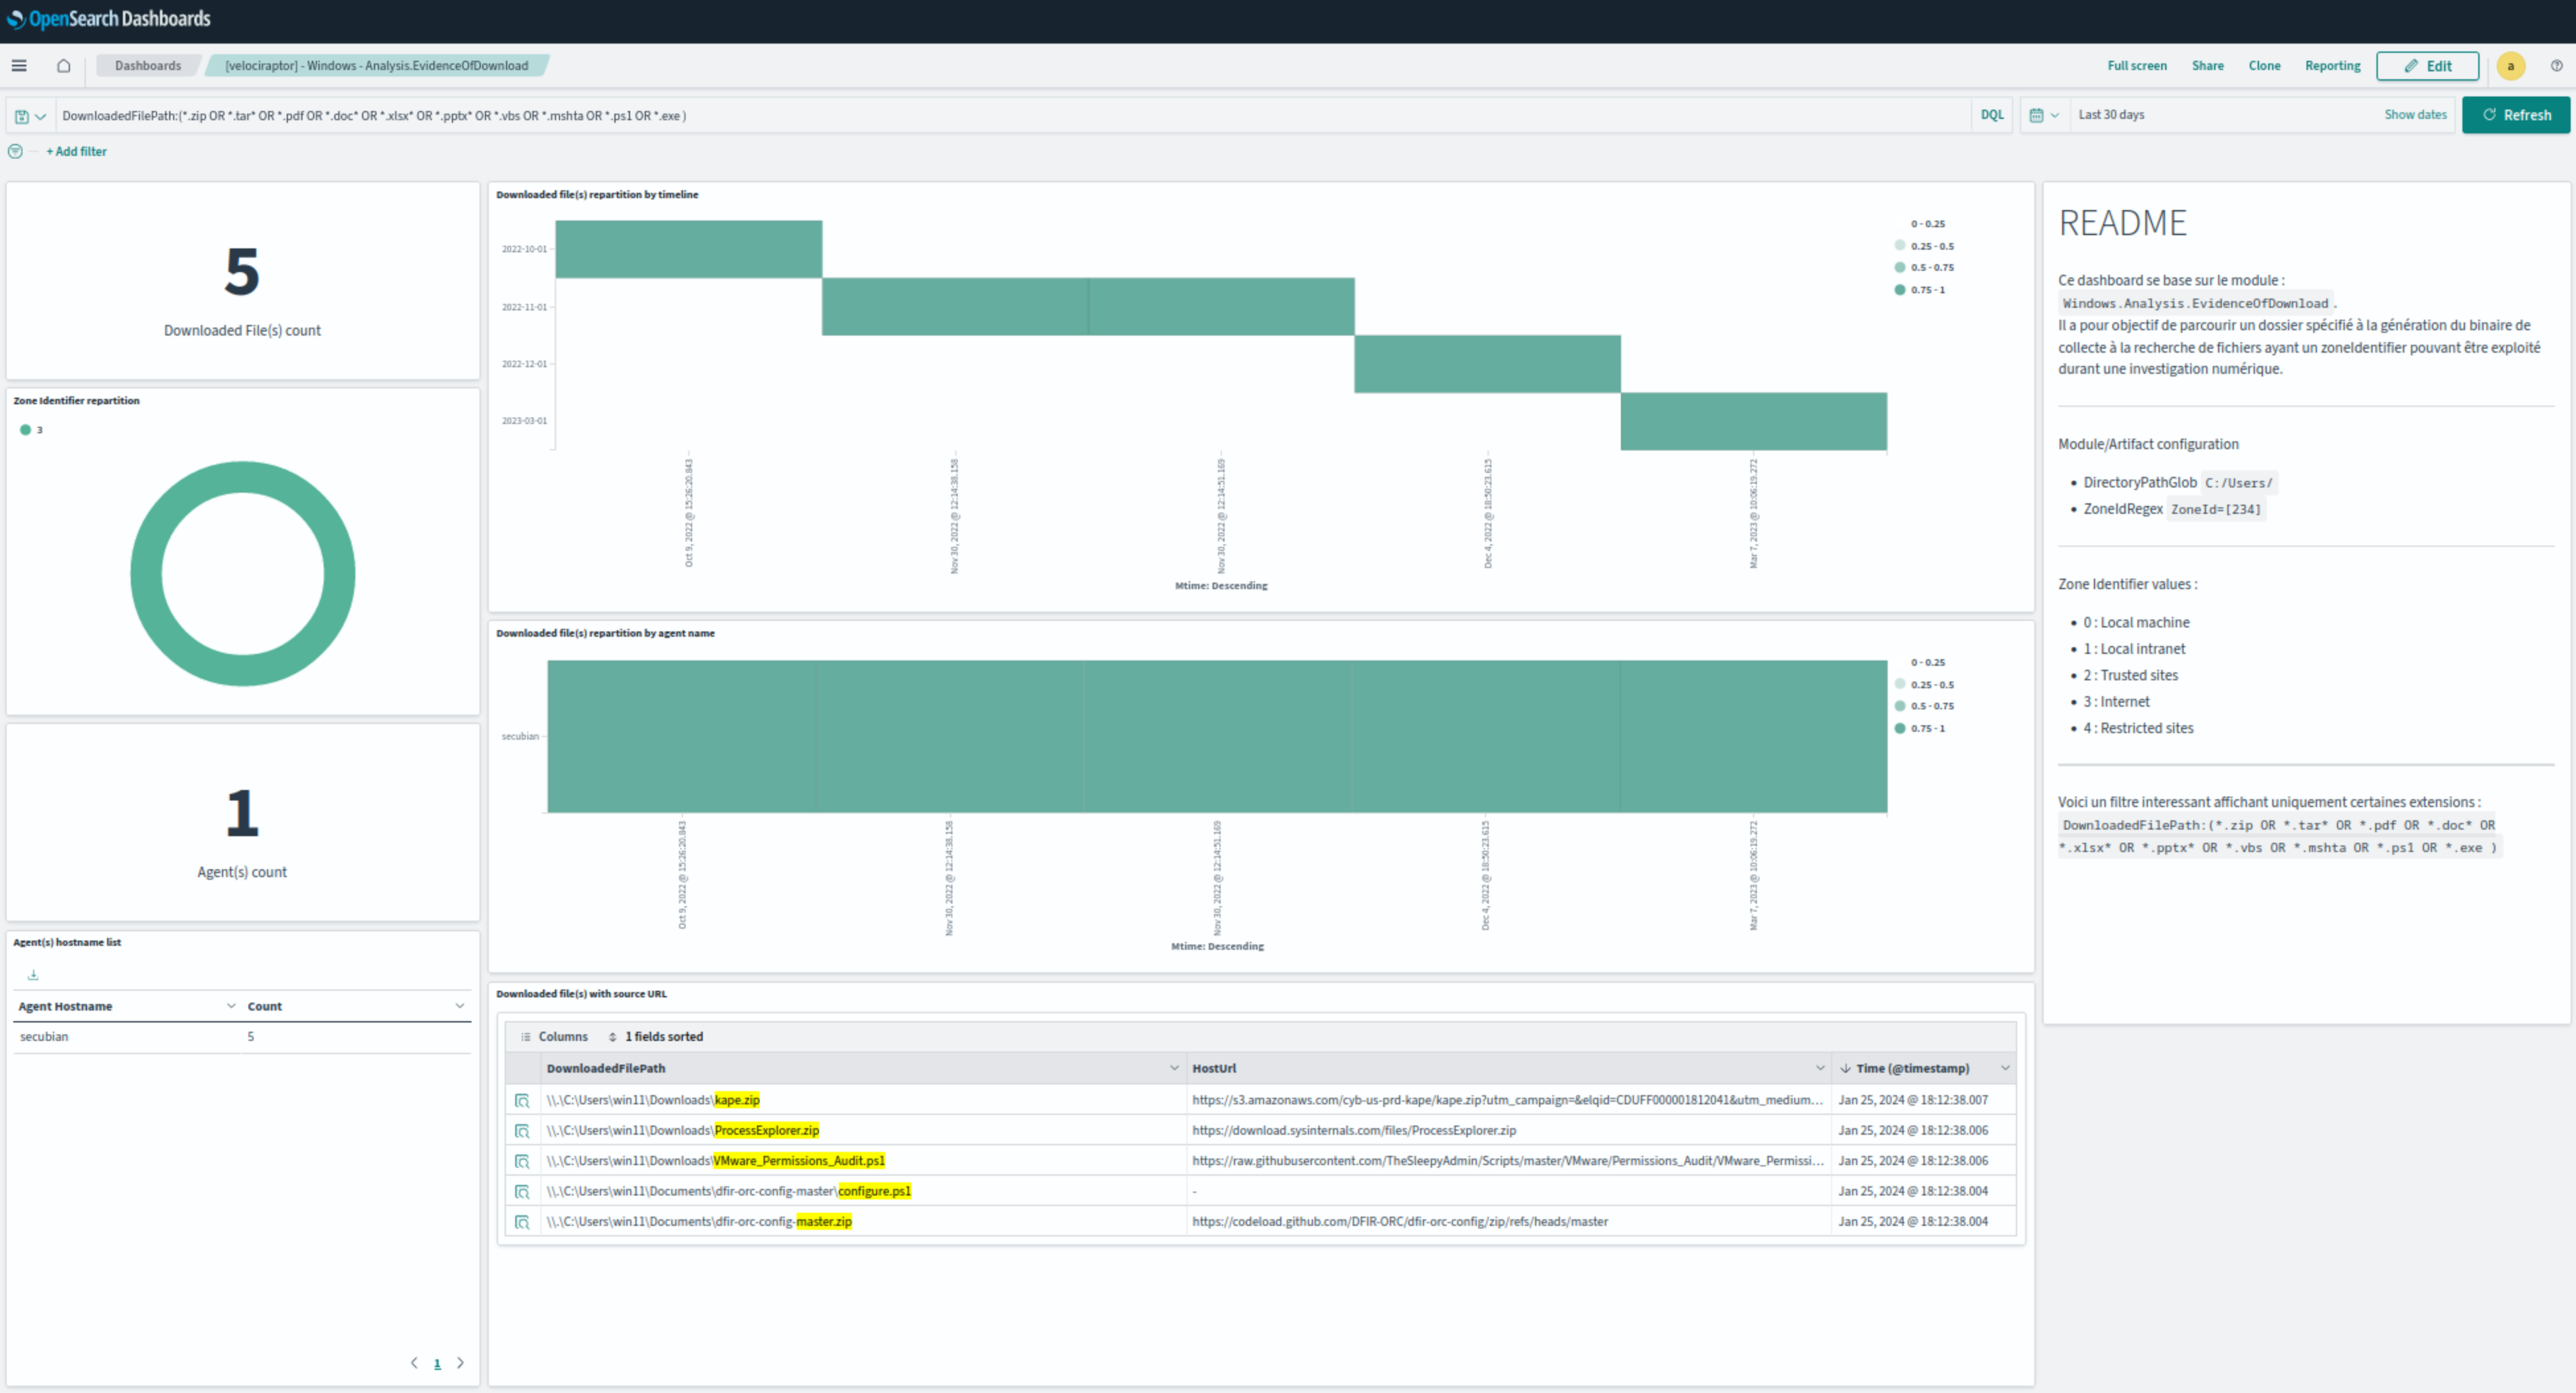 OpenSearch Dashboards
Dashboards
[velociraptor] - Windows - Analysis.EvidenceOfDownload
Full screen
Share
Clone
Reporting
Edit
a
DownloadedFilePath:(*.zip OR *.tar* OR *.pdf OR *.doc* OR *.xlsx* OR *.pptx* OR *.vbs OR *.mshta OR *.ps1 OR *.exe )
DQL
Last 30 days
Show dates
Refresh
+ Add filter
5
Downloaded File(s) count
Zone Identifier repartition
3
1
Agent(s) count
Agent(s) hostname list
Agent Hostname
Count
secubian
5
1
Downloaded file(s) repartition by timeline
2022-10-01
2022-11-01
2022-12-01
2023-03-01
Oct 9, 2022 @ 15:26:20.843
Nov 30, 2022 @ 12:14:38.158
Nov 30, 2022 @ 12:14:51.169
Dec 4, 2022 @ 18:50:23.615
Mar 7, 2023 @ 10:06:19.272
Mtime: Descending
0 - 0.25
0.25 - 0.5
0.5 - 0.75
0.75 - 1
Downloaded file(s) repartition by agent name
secubian
Oct 9, 2022 @ 15:26:20.843
Nov 30, 2022 @ 12:14:38.158
Nov 30, 2022 @ 12:14:51.169
Dec 4, 2022 @ 18:50:23.615
Mar 7, 2023 @ 10:06:19.272
Mtime: Descending
0 - 0.25
0.25 - 0.5
0.5 - 0.75
0.75 - 1
Downloaded file(s) with source URL
Columns
1 fields sorted
DownloadedFilePath
HostUrl
Time (@timestamp)
\\.\C:\Users\win11\Downloads\kape.zip
https://s3.amazonaws.com/cyb-us-prd-kape/kape.zip?utm_campaign=&elqid=CDUFF000001812041&utm_medium...
Jan 25, 2024 @ 18:12:38.007
\\.\C:\Users\win11\Downloads\ProcessExplorer.zip
https://download.sysinternals.com/files/ProcessExplorer.zip
Jan 25, 2024 @ 18:12:38.006
\\.\C:\Users\win11\Downloads\VMware_Permissions_Audit.ps1
https://raw.githubusercontent.com/TheSleepyAdmin/Scripts/master/VMware/Permissions_Audit/VMware_Permissi...
Jan 25, 2024 @ 18:12:38.006
\\.\C:\Users\win11\Documents\dfir-orc-config-master\configure.ps1
-
Jan 25, 2024 @ 18:12:38.004
\\.\C:\Users\win11\Documents\dfir-orc-config-master.zip
https://codeload.github.com/DFIR-ORC/dfir-orc-config/zip/refs/heads/master
Jan 25, 2024 @ 18:12:38.004
README
Ce dashboard se base sur le module :
Windows.Analysis.EvidenceOfDownload .
Il a pour objectif de parcourir un dossier spécifié à la génération du binaire de
collecte à la recherche de fichiers ayant un zoneIdentifier pouvant être exploité
durant une investigation numérique.
Module/Artifact configuration
• DirectoryPathGlob C:/Users/
• ZoneIdRegex ZoneId=[234]
Zone Identifier values :
• 0 : Local machine
• 1 : Local intranet
• 2 : Trusted sites
• 3 : Internet
• 4 : Restricted sites
Voici un filtre interessant affichant uniquement certaines extensions :
DownloadedFilePath:(*.zip OR *.tar* OR *.pdf OR *.doc* OR
*.xlsx* OR *.pptx* OR *.vbs OR *.mshta OR *.ps1 OR *.exe )